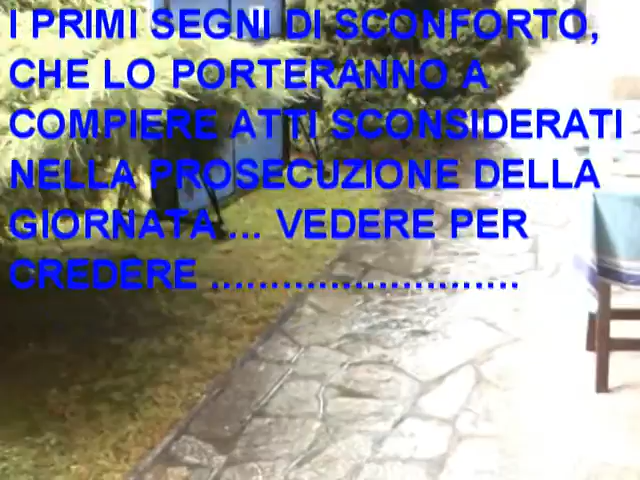 I PRIMI SEGNI DI SCONFORTO,
CHE LO PORTERANNO A
COMPIERE ATTI SCONSIDERATI
NELLA PROSECUZIONE DELLA
GIORNATA ... VEDERE PER
CREDERE ..........................